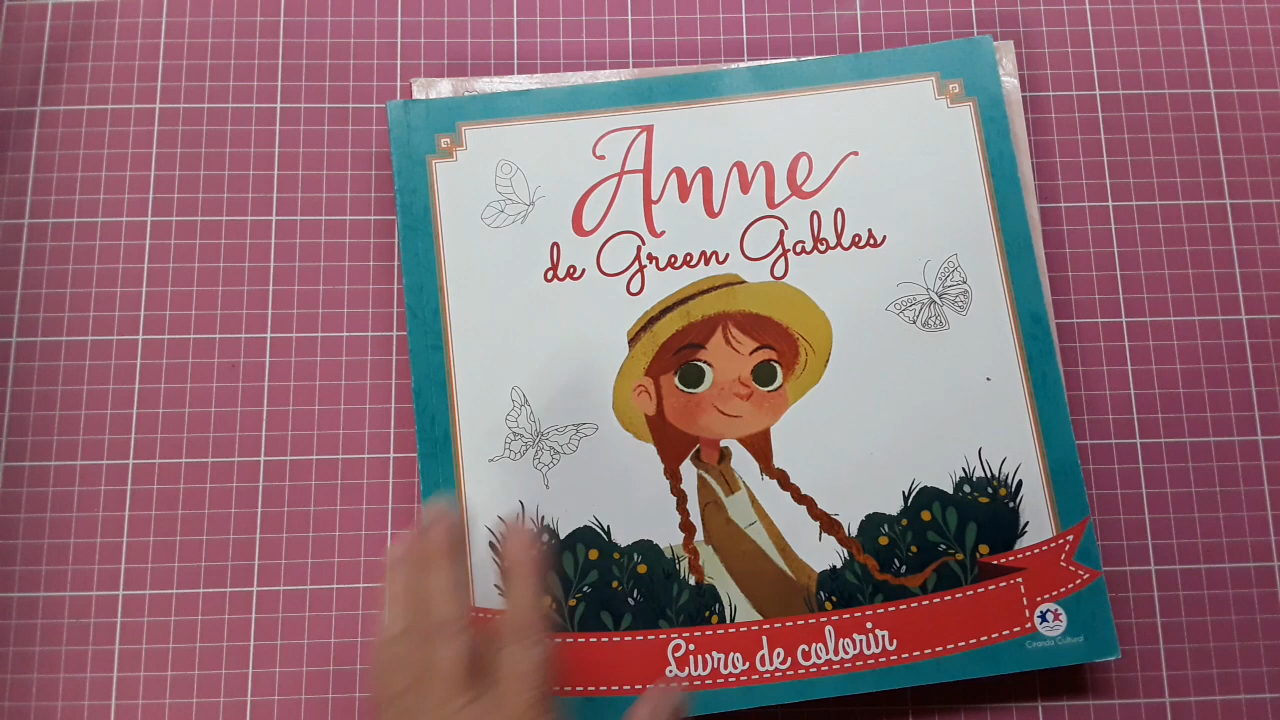 Anne
de Green Gables
Livro de colorir
Ciranda Cultural